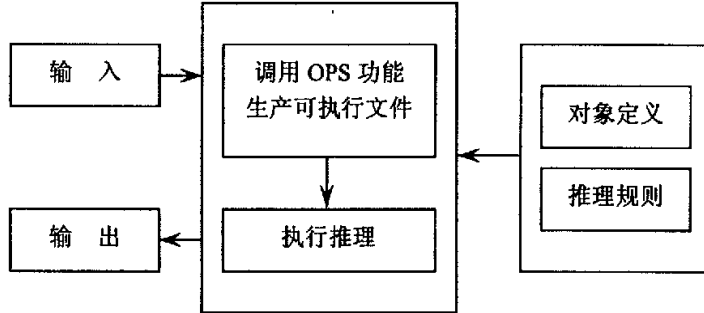 输 入
调用 OPS 功能
生产可执行文件
对象定义
推理规则
输 出
执行推理